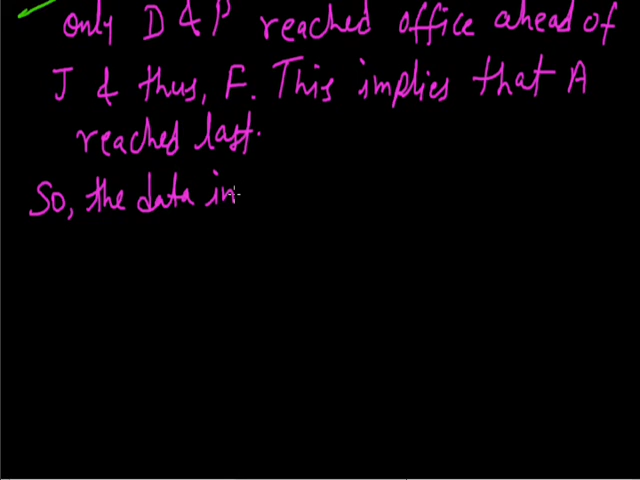 Only D & P reached office ahead of
J & thus, F. This implies that A
reached last.
So, the data in